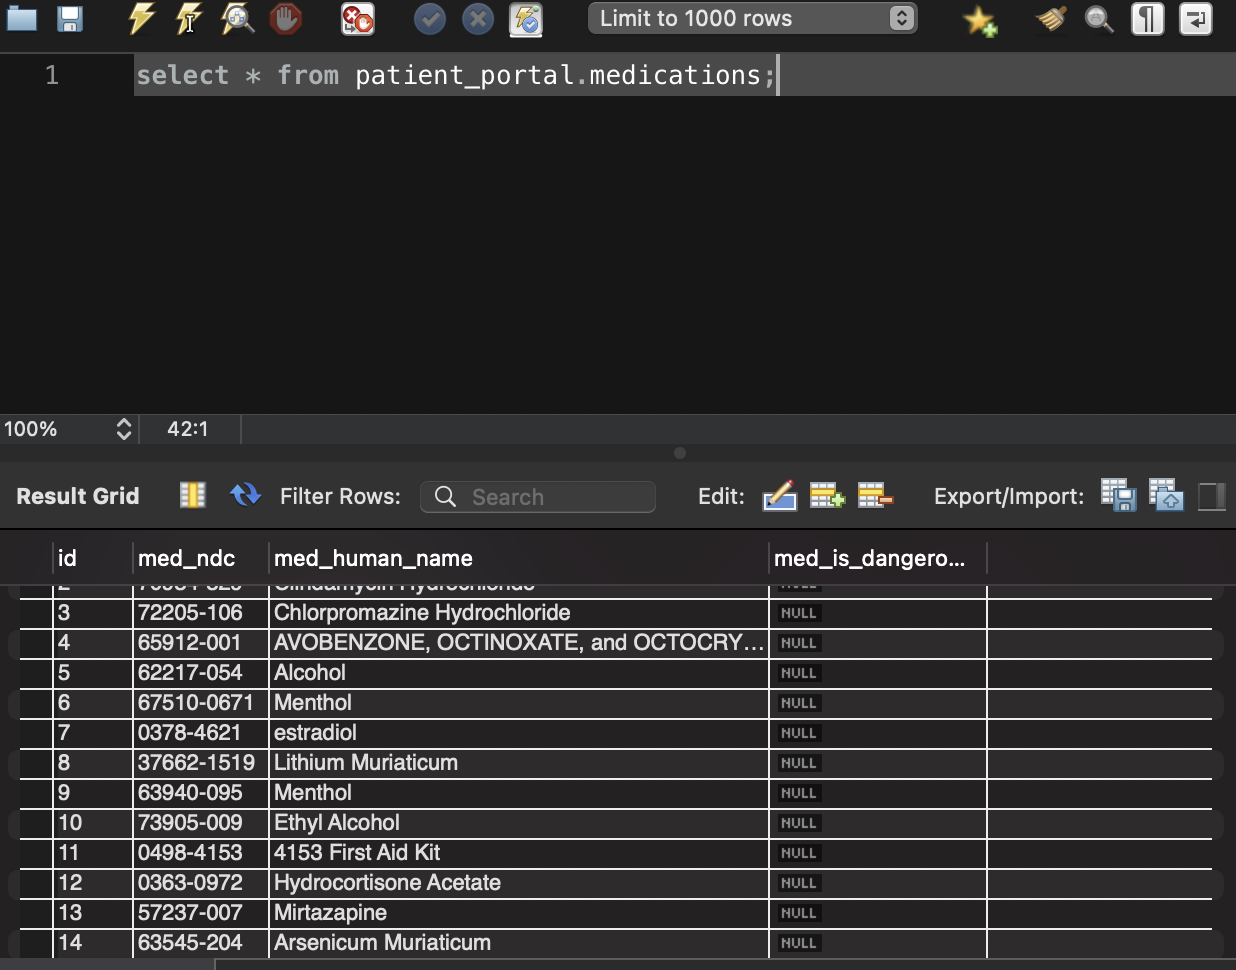 Limit to 1000 rows
1 select * from patient_portal.medications;
100% 42:1
Result Grid Filter Rows: Search Edit: Export/Import:
id med_ndc med_human_name med_is_dangero...
3 72205-106 Chlorpromazine Hydrochloride NULL
4 65912-001 AVOBENZONE, OCTINOXATE, and OCTOCRY... NULL
5 62217-054 Alcohol NULL
6 67510-0671 Menthol NULL
7 0378-4621 estradiol NULL
8 37662-1519 Lithium Muriaticum NULL
9 63940-095 Menthol NULL
10 73905-009 Ethyl Alcohol NULL
11 0498-4153 4153 First Aid Kit NULL
12 0363-0972 Hydrocortisone Acetate NULL
13 57237-007 Mirtazapine NULL
14 63545-204 Arsenicum Muriaticum NULL